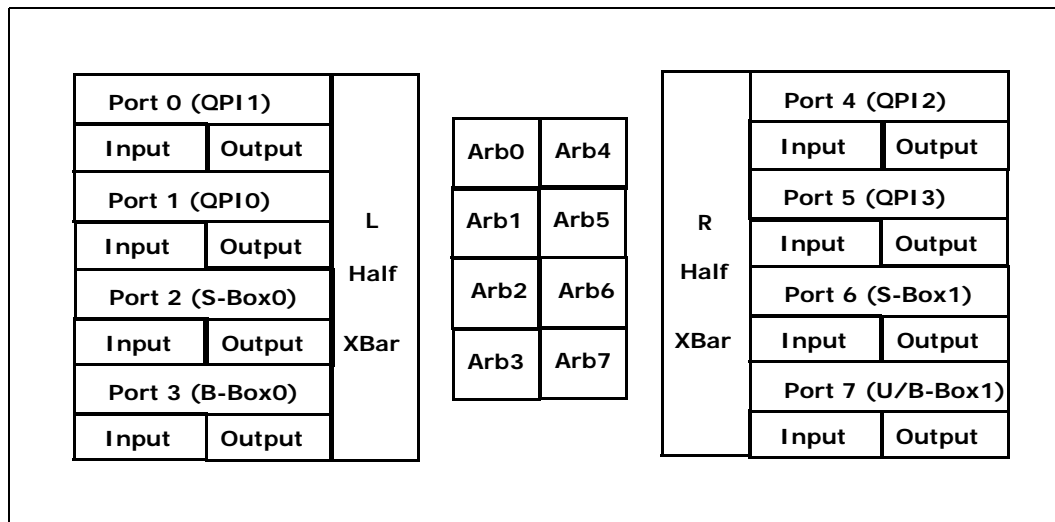 Port 0 (QPI1)
Input Output
Port 1 (QPI0)
Input Output
Port 2 (S-Box0)
Input Output
Port 3 (B-Box0)
Input Output
L
Half
XBar
Arb0 Arb4
Arb1 Arb5
Arb2 Arb6
Arb3 Arb7
R
Half
XBar
Port 4 (QPI2)
Input Output
Port 5 (QPI3)
Input Output
Port 6 (S-Box1)
Input Output
Port 7 (U/B-Box1)
Input Output